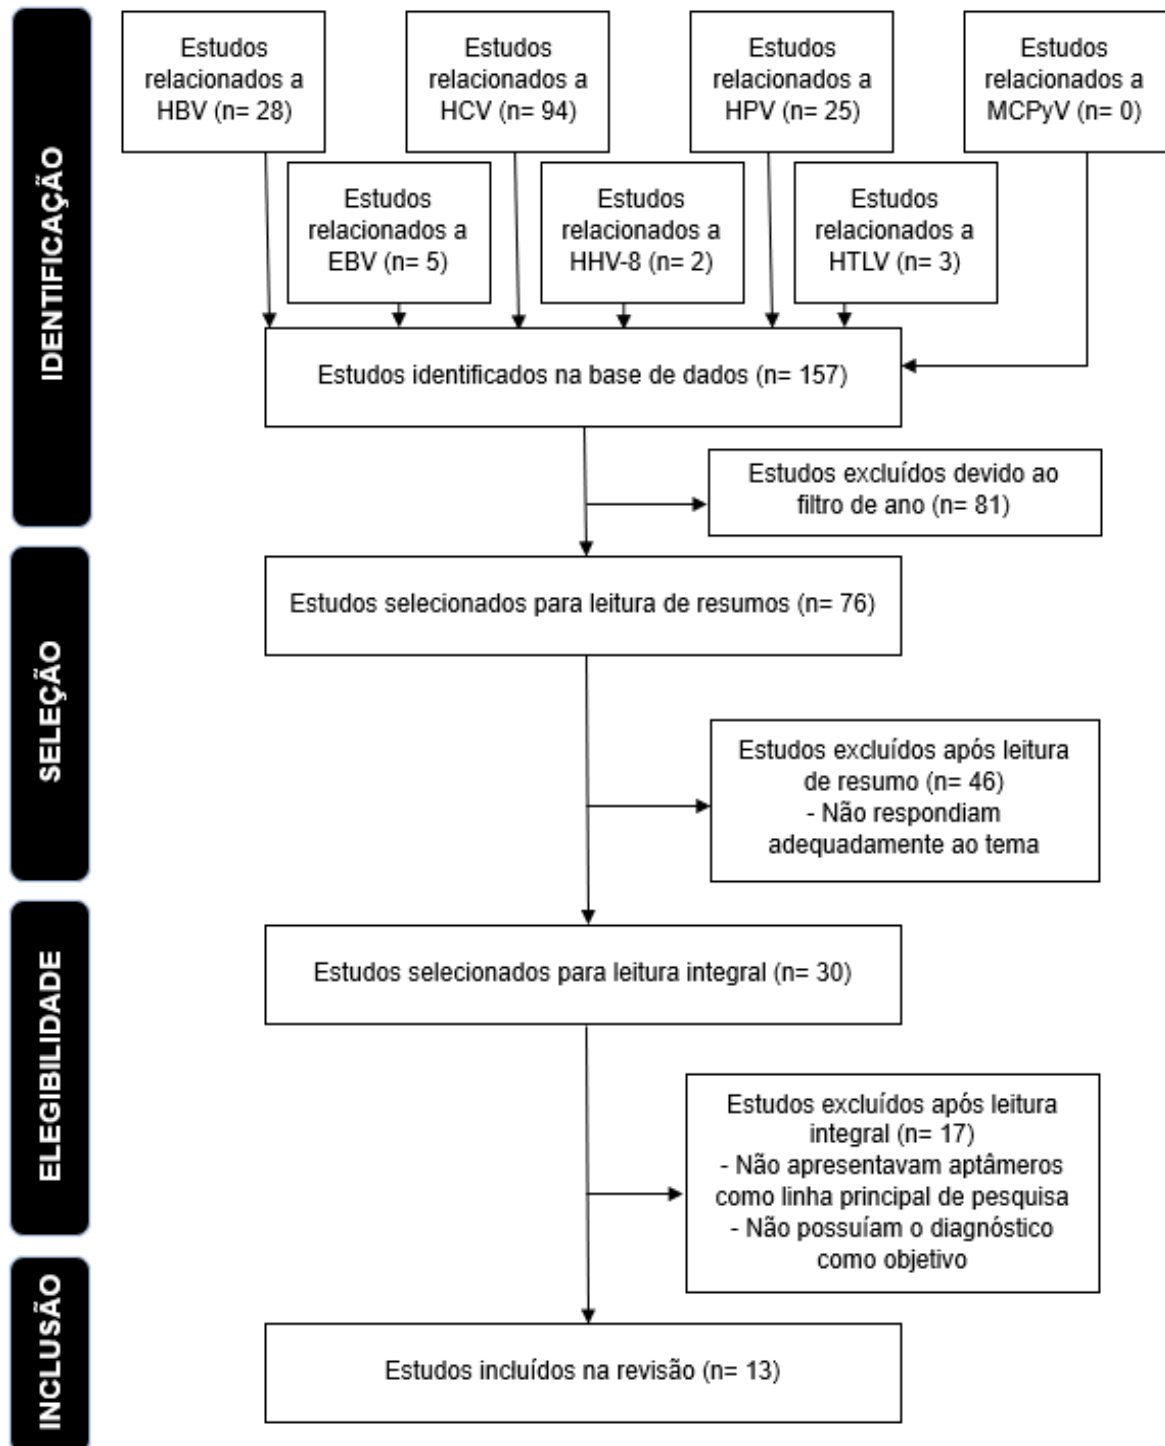 IDENTIFICAÇÃO
Estudos
relacionados a
HBV (n= 28)
Estudos
relacionados a
HCV (n= 94)
Estudos
relacionados a
HPV (n= 25)
Estudos
relacionados a
MCPyV (n= 0)
Estudos
relacionados a
EBV (n= 5)
Estudos
relacionados a
HHV-8 (n= 2)
Estudos
relacionados a
HTLV (n= 3)
Estudos identificados na base de dados (n= 157)
Estudos excluídos devido ao
filtro de ano (n= 81)
SELEÇÃO
Estudos selecionados para leitura de resumos (n= 76)
Estudos excluídos após leitura
de resumo (n= 46)
- Não respondiam
adequadamente ao tema
ELEGIBILIDADE
Estudos selecionados para leitura integral (n= 30)
Estudos excluídos após leitura
integral (n= 17)
- Não apresentavam aptâmeros
como linha principal de pesquisa
- Não possuíam o diagnóstico
como objetivo
INCLUSÃO
Estudos incluídos na revisão (n= 13)